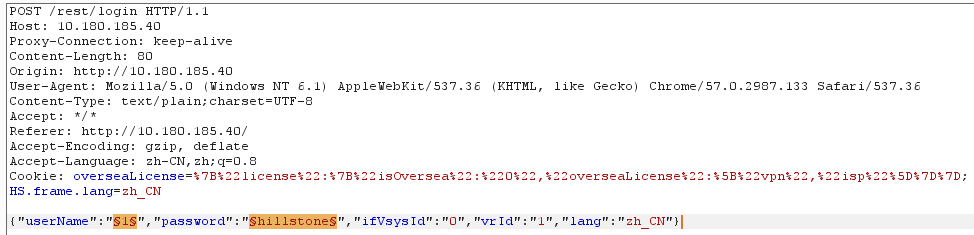 POST /rest/login HTTP/1.1
Host: 10.180.185.40
Proxy-Connection: keep-alive
Content-Length: 80
Origin: http://10.180.185.40
User-Agent: Mozilla/5.0 (Windows NT 6.1) AppleWebKit/537.36 (KHTML, like Gecko) Chrome/57.0.2987.133 Safari/537.36
Content-Type: text/plain;charset=UTF-8
Accept: */*
Referer: http://10.180.185.40/
Accept-Encoding: gzip, deflate
Accept-Language: zh-CN,zh;q=0.8
Cookie: overseaLicense=%7B%22license%22:%7B%22isOversea%22:%220%22,%22overseaLicense%22:%5B%22vpn%22,%22isp%22%5D%7D%7D;
HS.frame.lang=zh_CN
{"userName":"§1§","password":"§hillstone§","ifVsysId":"0","vrId":"1","lang":"zh_CN"}